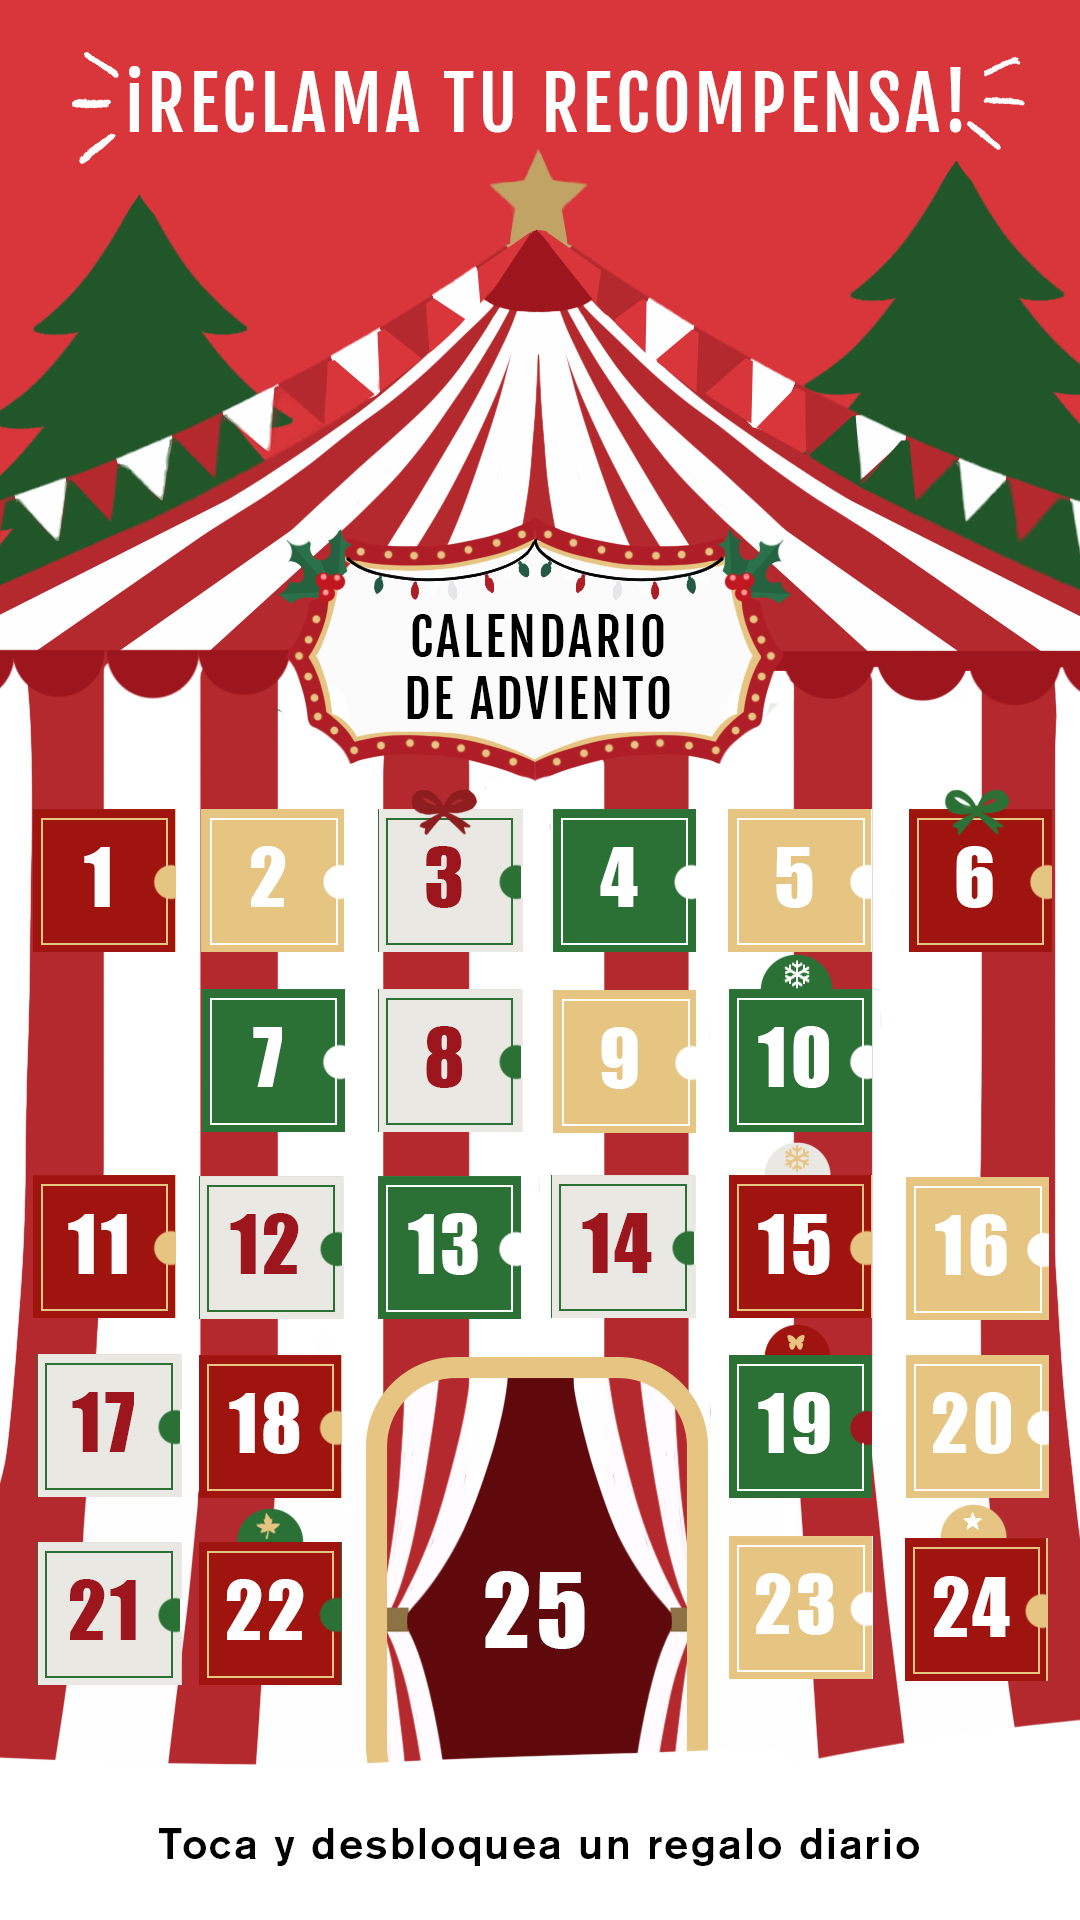 ¡RECLAMA TU RECOMPENSA!
CALENDARIO
DE ADVIENTO
1 2 3 4 5 6
7 8 9 10
11 12 13 14 15 16
17 18 19 20
21 22 25 23 24
Toca y desbloquea un regalo diario